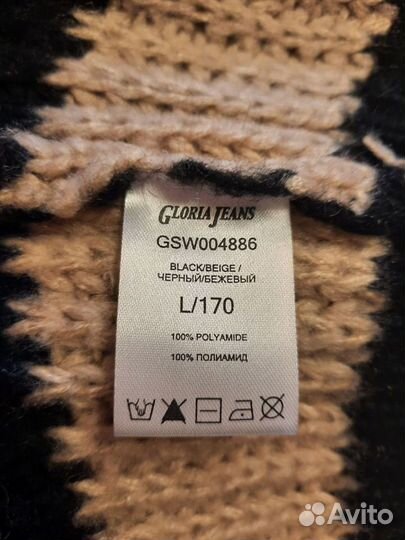 GLORIA JEANS
GSW004886
BLACK/BEIGE/
ЧЕРНЫЙ/БЕЖЕВЫЙ
L/170
100% POLYAMIDE
100% ПОЛИАМИД
Avito